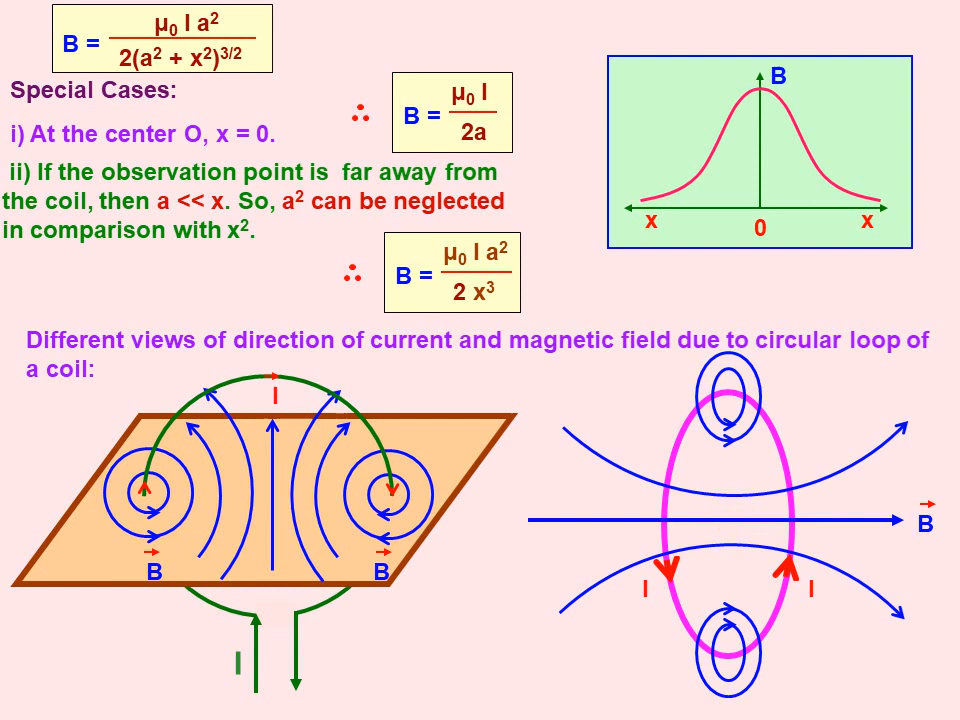 B = μ0 I a² / 2(a² + x²)3/2
Special Cases:
i) At the center O, x = 0.
∴ B = μ0 I / 2a
ii) If the observation point is far away from
the coil, then a << x. So, a² can be neglected
in comparison with x².
∴ B = μ0 I a² / 2 x³
B
x 0 x
Different views of direction of current and magnetic field due to circular loop of
a coil:
I
B B
I
B
I I